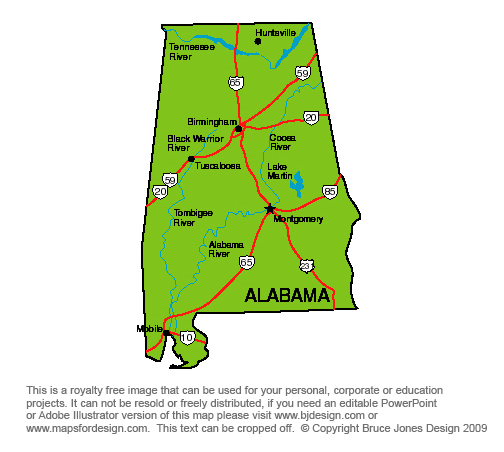 Huntsville
Tennessee
River
65
59
20
Birmingham
Black Warrior
River
Coosa
River
Tuscaloosa
Lake
Martin
59
20
85
Tombigee
River
Montgomery
Alabama
River
65
231
ALABAMA
Mobile
10
This is a royalty free image that can be used for your personal, corporate or education
projects. It can not be resold or freely distributed, if you need an editable PowerPoint
or Adobe Illustrator version of this map please visit www.bjdesign.com or
www.mapsfordesign.com.  This text can be cropped off.  © Copyright Bruce Jones Design 2009